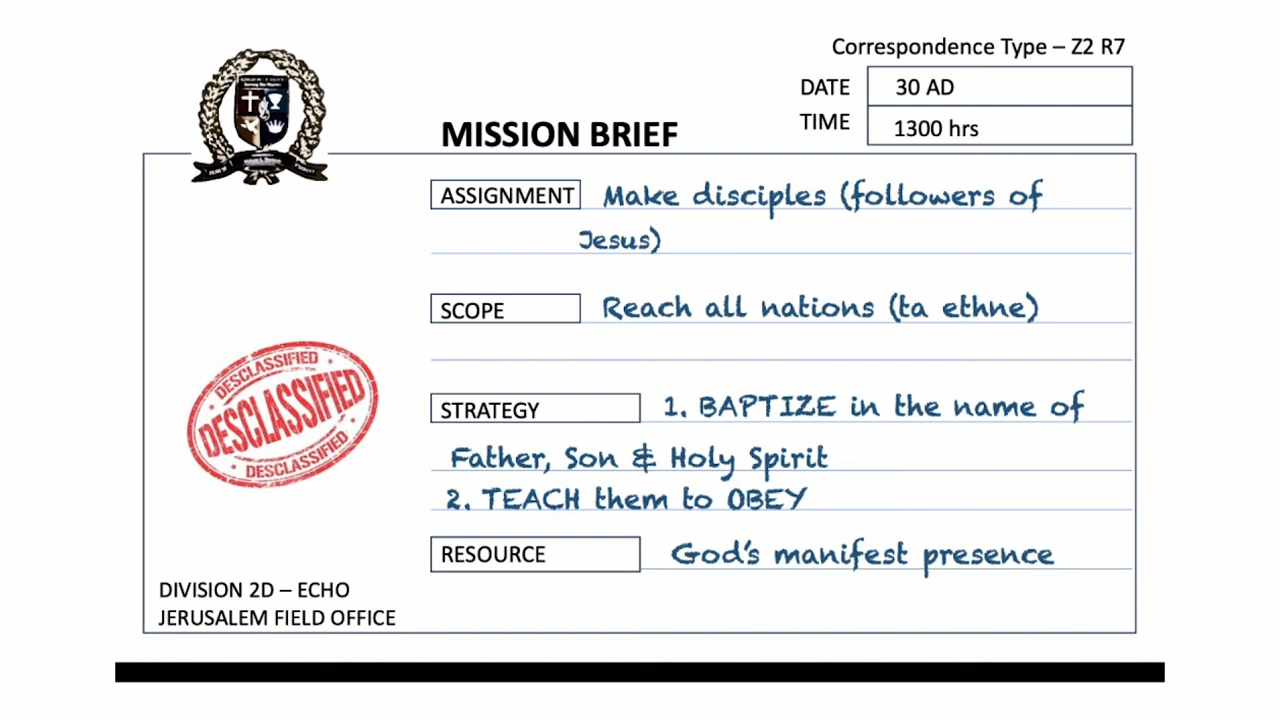 Correspondence Type – Z2 R7
DATE 30 AD
TIME 1300 hrs
MISSION BRIEF
ASSIGNMENT Make disciples (followers of
Jesus)
SCOPE Reach all nations (ta ethne)
STRATEGY 1. BAPTIZE in the name of
Father, Son & Holy Spirit
2. TEACH them to OBEY
RESOURCE God's manifest presence
DESCLASSIFIED
DESCLASSIFIED
DESCLASSIFIED
DIVISION 2D – ECHO
JERUSALEM FIELD OFFICE